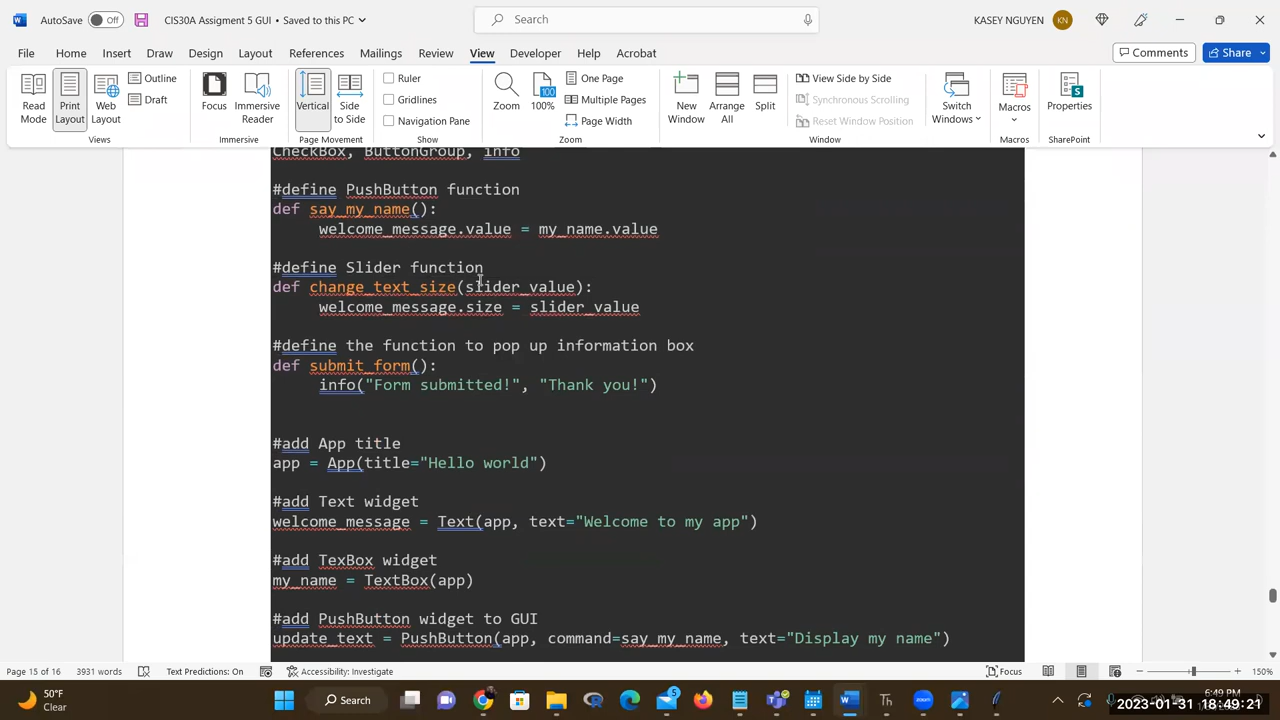 AutoSave Off CIS30A Assigment 5 GUI • Saved to this PC Search KASEY NGUYEN KN
File Home Insert Draw Design Layout References Mailings Review View Developer Help Acrobat Comments Share
Read Mode
Print Layout
Web Layout
Outline
Draft
Views
Focus
Immersive Reader
Immersive
Vertical
Side to Side
Page Movement
Ruler
Gridlines
Navigation Pane
Show
Zoom
100
100%
One Page
Multiple Pages
Page Width
Zoom
New Window
Arrange All
Split
View Side by Side
Synchronous Scrolling
Reset Window Position
Window
Switch Windows
Macros
Macros
Properties
SharePoint
CheckBox, ButtonGroup, info
#define PushButton function
def say_my_name():
welcome_message.value = my_name.value
#define Slider function
def change_text_size(slider_value):
welcome_message.size = slider_value
#define the function to pop up information box
def submit_form():
info("Form submitted!", "Thank you!")
#add App title
app = App(title="Hello world")
#add Text widget
welcome_message = Text(app, text="Welcome to my app")
#add TexBox widget
my_name = TextBox(app)
#add PushButton widget to GUI
update_text = PushButton(app, command=say_my_name, text="Display my name")
Page 15 of 16 3931 words Text Predictions: On Accessibility: Investigate Focus 150%
50°F
Clear
Search
5
Th
6:49 PM
2023-01-31 18:49:21